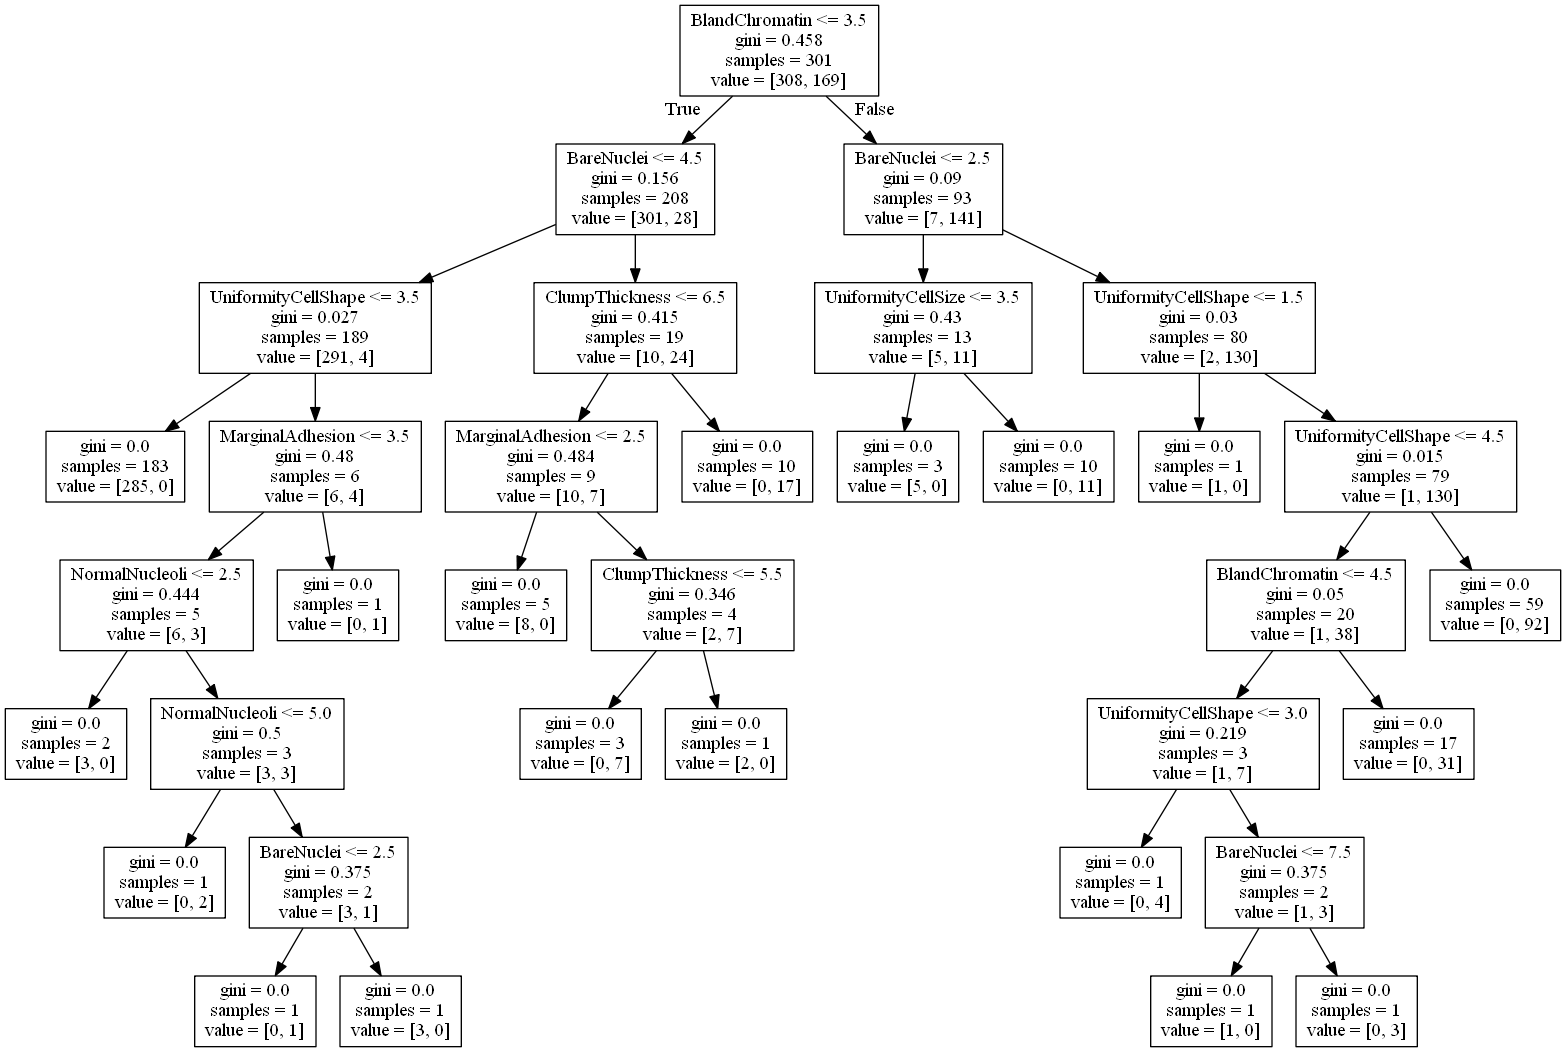 BlandChromatin <= 3.5
gini = 0.458
samples = 301
value = [308, 169]
True
False
BareNuclei <= 4.5
gini = 0.156
samples = 208
value = [301, 28]
BareNuclei <= 2.5
gini = 0.09
samples = 93
value = [7, 141]
UniformityCellShape <= 3.5
gini = 0.027
samples = 189
value = [291, 4]
ClumpThickness <= 6.5
gini = 0.415
samples = 19
value = [10, 24]
UniformityCellSize <= 3.5
gini = 0.43
samples = 13
value = [5, 11]
UniformityCellShape <= 1.5
gini = 0.03
samples = 80
value = [2, 130]
gini = 0.0
samples = 183
value = [285, 0]
MarginalAdhesion <= 3.5
gini = 0.48
samples = 6
value = [6, 4]
MarginalAdhesion <= 2.5
gini = 0.484
samples = 9
value = [10, 7]
gini = 0.0
samples = 10
value = [0, 17]
gini = 0.0
samples = 3
value = [5, 0]
gini = 0.0
samples = 10
value = [0, 11]
gini = 0.0
samples = 1
value = [1, 0]
UniformityCellShape <= 4.5
gini = 0.015
samples = 79
value = [1, 130]
NormalNucleoli <= 2.5
gini = 0.444
samples = 5
value = [6, 3]
gini = 0.0
samples = 1
value = [0, 1]
gini = 0.0
samples = 5
value = [8, 0]
ClumpThickness <= 5.5
gini = 0.346
samples = 4
value = [2, 7]
BlandChromatin <= 4.5
gini = 0.05
samples = 20
value = [1, 38]
gini = 0.0
samples = 59
value = [0, 92]
gini = 0.0
samples = 2
value = [3, 0]
NormalNucleoli <= 5.0
gini = 0.5
samples = 3
value = [3, 3]
gini = 0.0
samples = 3
value = [0, 7]
gini = 0.0
samples = 1
value = [2, 0]
UniformityCellShape <= 3.0
gini = 0.219
samples = 3
value = [1, 7]
gini = 0.0
samples = 17
value = [0, 31]
gini = 0.0
samples = 1
value = [0, 2]
BareNuclei <= 2.5
gini = 0.375
samples = 2
value = [3, 1]
gini = 0.0
samples = 1
value = [0, 4]
BareNuclei <= 7.5
gini = 0.375
samples = 2
value = [1, 3]
gini = 0.0
samples = 1
value = [0, 1]
gini = 0.0
samples = 1
value = [3, 0]
gini = 0.0
samples = 1
value = [1, 0]
gini = 0.0
samples = 1
value = [0, 3]